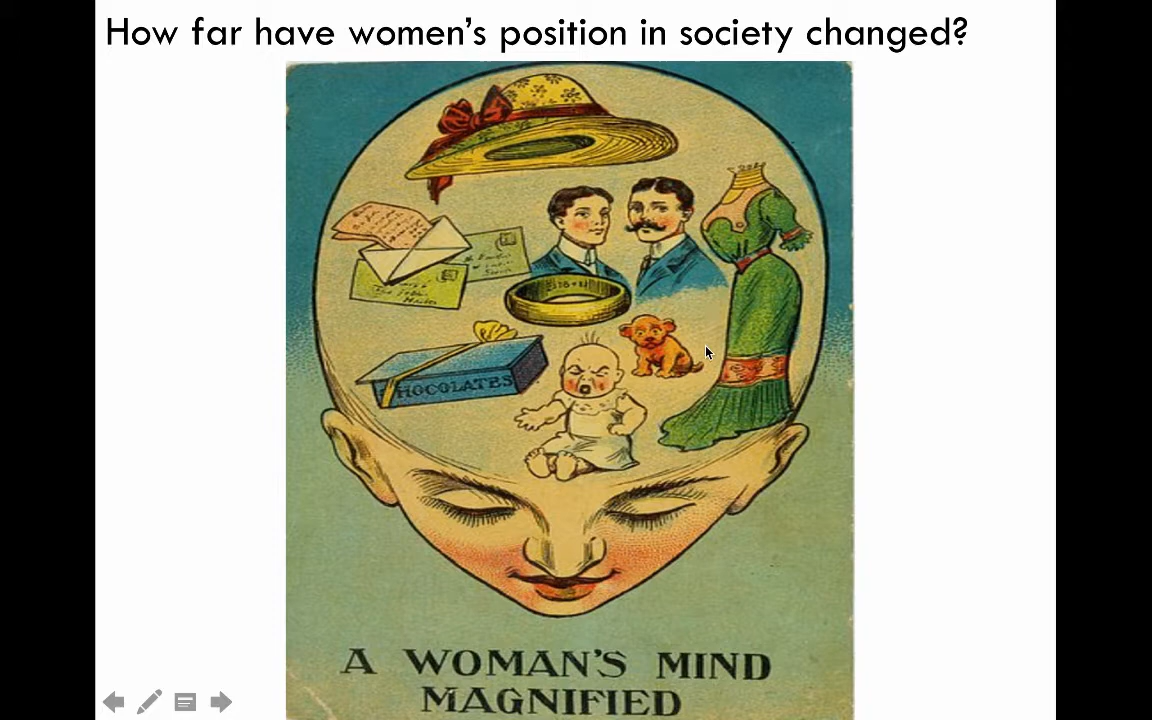 How far have women’s position in society changed?
HOCOLATES
A WOMAN'S MIND
MAGNIFIED